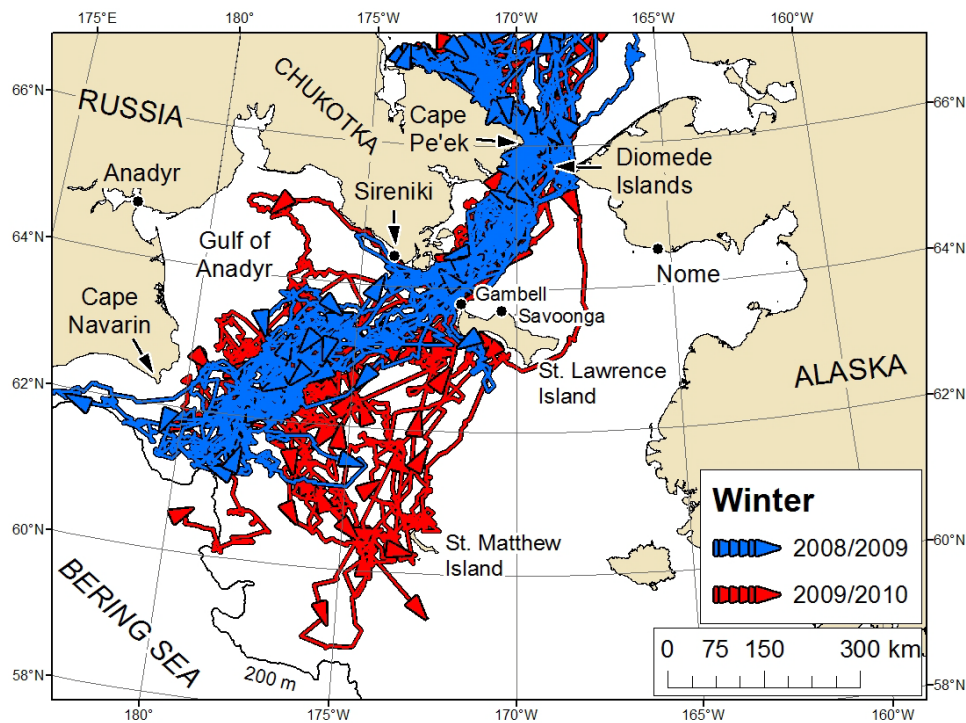 175°E
180°
175°W
170°W
165°W
160°W
66°N
64°N
62°N
60°N
58°N
66°N
64°N
62°N
60°N
58°N
180°
175°W
170°W
165°W
160°W
RUSSIA
CHUKOTKA
Cape
Pe'ek
Diomede
Islands
Anadyr
Sireniki
Gulf of
Anadyr
Nome
Cape
Navarin
Gambell
Savoonga
St. Lawrence
Island
ALASKA
St. Matthew
Island
BERING SEA
200 m
Winter
2008/2009
2009/2010
0 75 150 300 km